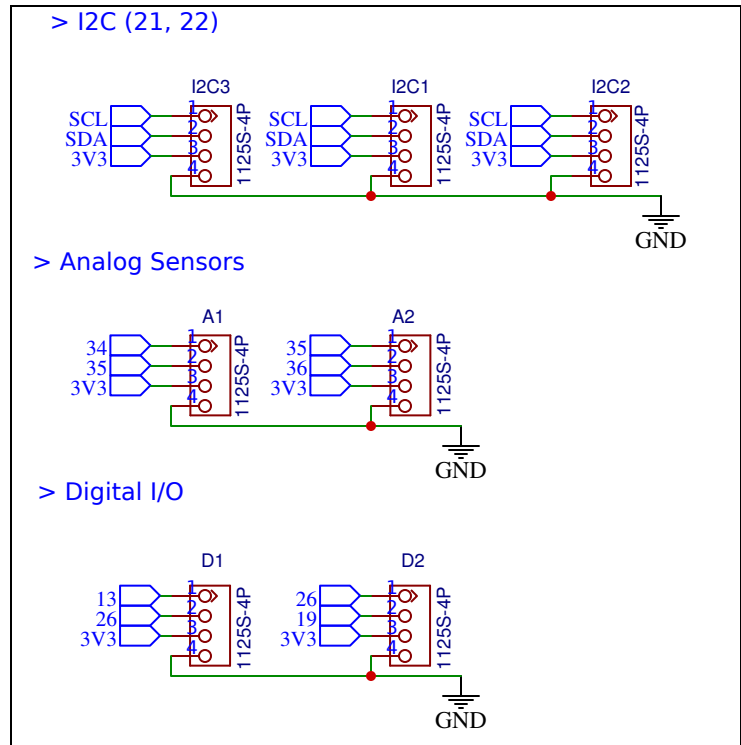 > I2C (21, 22)
I2C3 I2C1 I2C2
SCL 1 SCL 1 SCL 1
SDA 2 SDA 2 SDA 2
3V3 3 3V3 3 3V3 3
4 4 4
1125S-4P 1125S-4P 1125S-4P
GND
> Analog Sensors
A1 A2
34 1 35 1
35 2 36 2
3V3 3 3V3 3
4 4
1125S-4P 1125S-4P
GND
> Digital I/O
D1 D2
13 1 26 1
26 2 19 2
3V3 3 3V3 3
4 4
1125S-4P 1125S-4P
GND